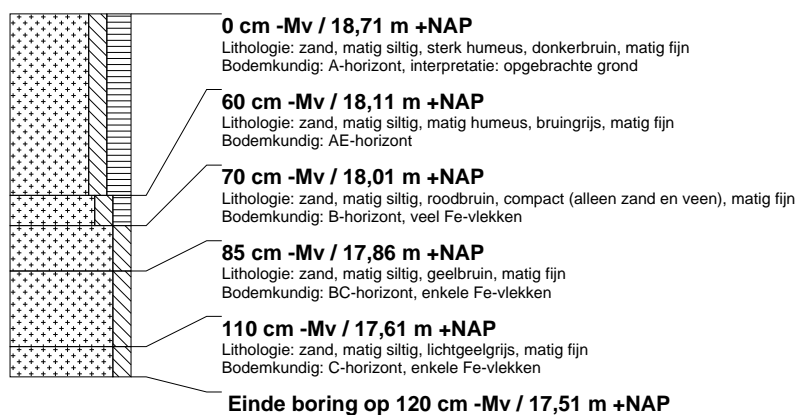 0 cm -Mv / 18,71 m +NAP
Lithologie: zand, matig siltig, sterk humeus, donkerbruin, matig fijn
Bodemkundig: A-horizont, interpretatie: opgebrachte grond
60 cm -Mv / 18,11 m +NAP
Lithologie: zand, matig siltig, matig humeus, bruingrijs, matig fijn
Bodemkundig: AE-horizont
70 cm -Mv / 18,01 m +NAP
Lithologie: zand, matig siltig, roodbruin, compact (alleen zand en veen), matig fijn
Bodemkundig: B-horizont, veel Fe-vlekken
85 cm -Mv / 17,86 m +NAP
Lithologie: zand, matig siltig, geelbruin, matig fijn
Bodemkundig: BC-horizont, enkele Fe-vlekken
110 cm -Mv / 17,61 m +NAP
Lithologie: zand, matig siltig, lichtgeelgrijs, matig fijn
Bodemkundig: C-horizont, enkele Fe-vlekken
Einde boring op 120 cm -Mv / 17,51 m +NAP